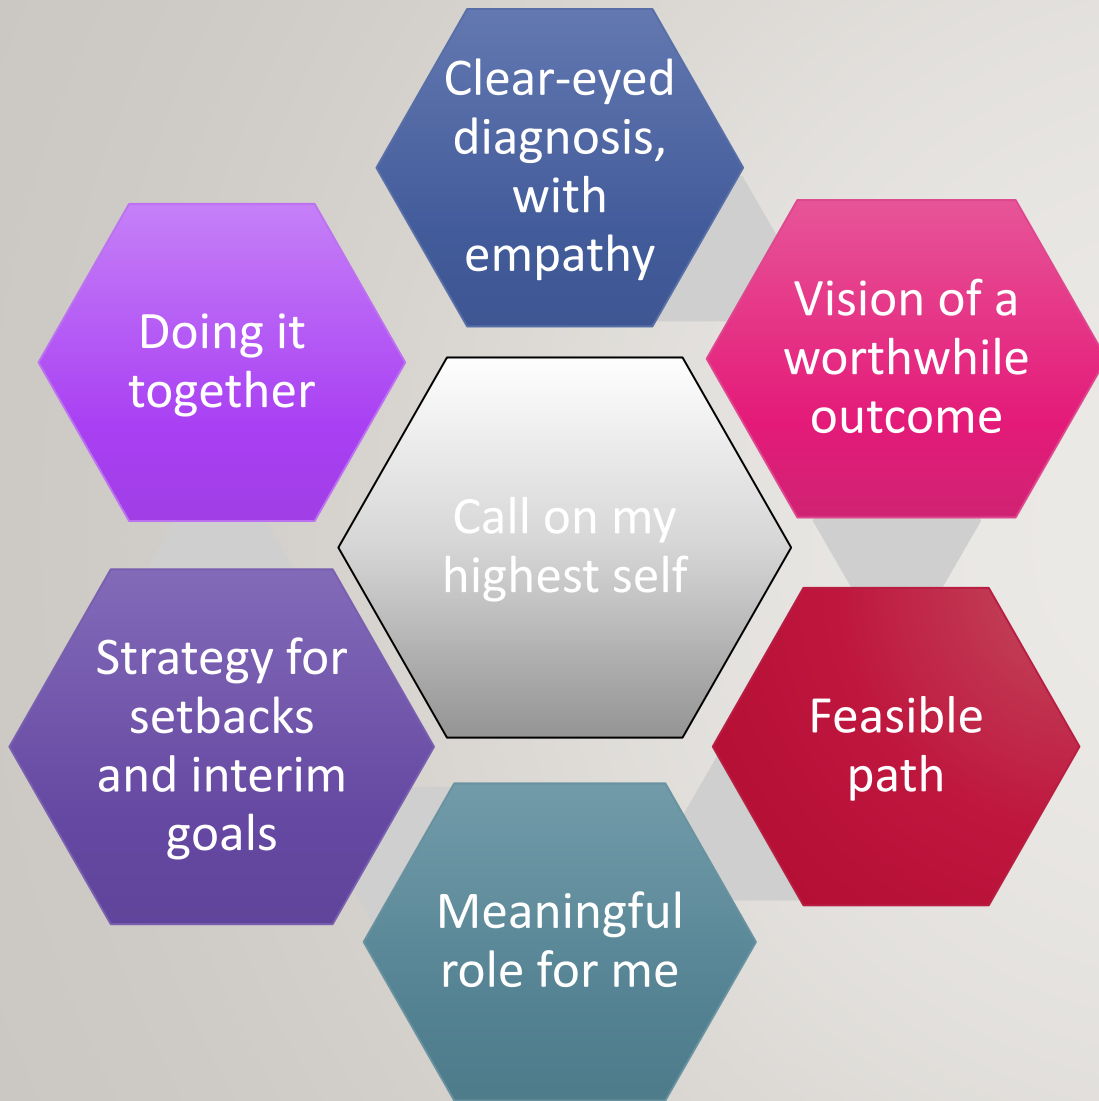 Clear-eyed
diagnosis,
with
empathy
Vision of a
worthwhile
outcome
Feasible
path
Meaningful
role for me
Strategy for
setbacks
and interim
goals
Doing it
together
Call on my
highest self